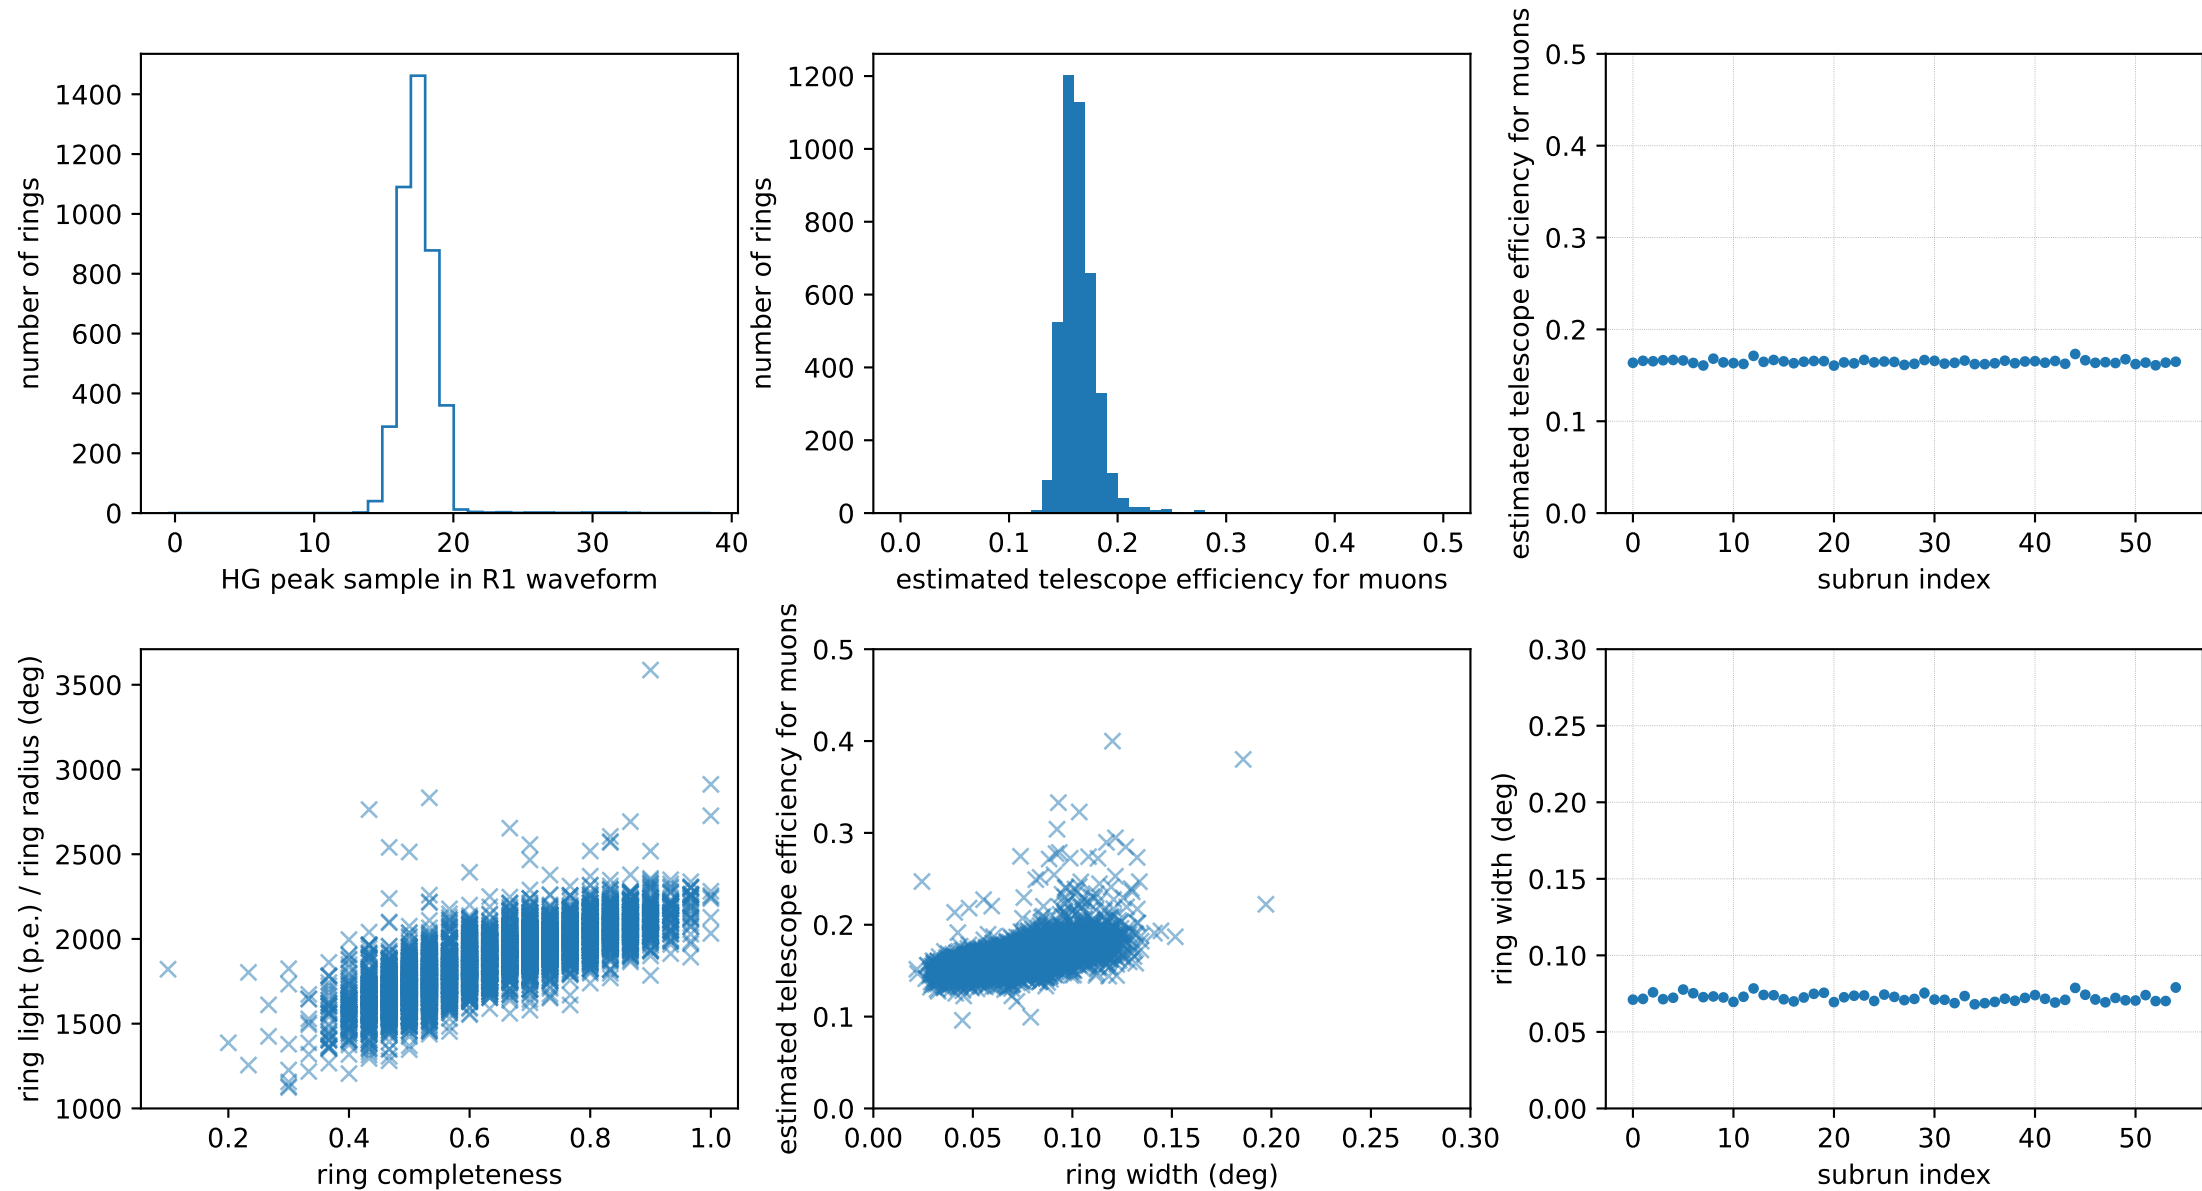 number of rings
1400
1200
1000
800
600
400
200
0
0 10 20 30 40
HG peak sample in R1 waveform
number of rings
1200
1000
800
600
400
200
0
0.0 0.1 0.2 0.3 0.4 0.5
estimated telescope efficiency for muons
estimated telescope efficiency for muons
0.5
0.4
0.3
0.2
0.1
0.0
0 10 20 30 40 50
subrun index
ring light (p.e.) / ring radius (deg)
3500
3000
2500
2000
1500
1000
0.2 0.4 0.6 0.8 1.0
ring completeness
estimated telescope efficiency for muons
0.5
0.4
0.3
0.2
0.1
0.0
0.00 0.05 0.10 0.15 0.20 0.25 0.30
ring width (deg)
ring width (deg)
0.30
0.25
0.20
0.15
0.10
0.05
0.00
0 10 20 30 40 50
subrun index